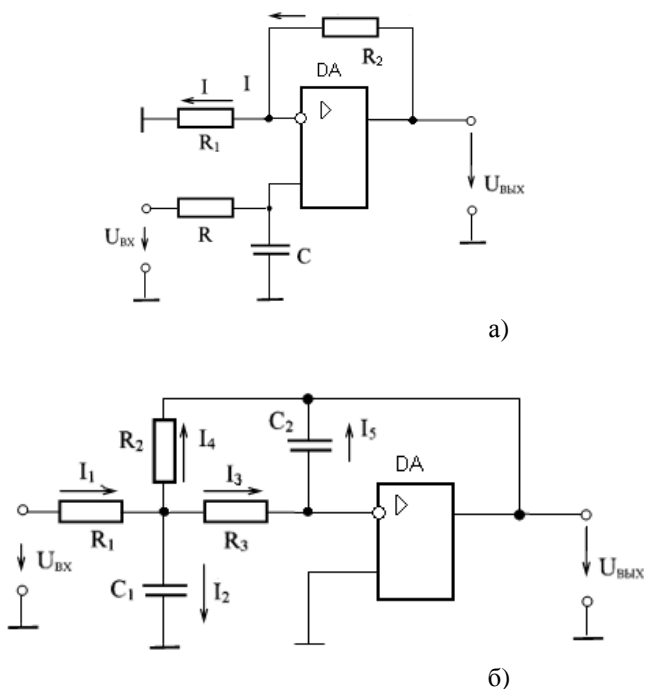 R₂
DA
▷
I I
R₁
Uвых
Uвх
R
C
а)
R₂
I₄
C₂
I₅
DA
▷
I₁
I₃
R₁
R₃
Uвх
C₁
I₂
Uвых
б)